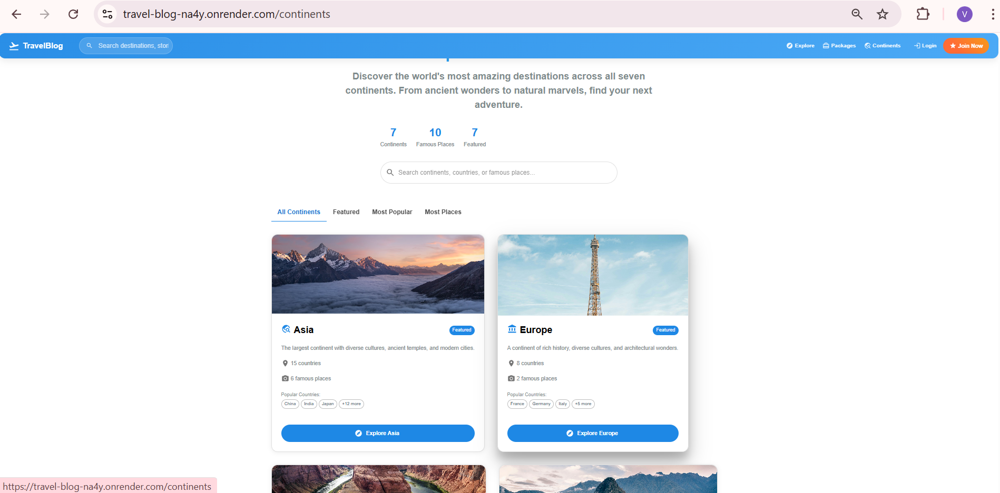 travel-blog-na4y.onrender.com/continents
V
TravelBlog
Search destinations, stori
Explore
Packages
Continents
Login
Join Now
Discover the world's most amazing destinations across all seven
continents. From ancient wonders to natural marvels, find your next
adventure.
7
Continents
10
Famous Places
7
Featured
Search continents, countries, or famous places...
All Continents
Featured
Most Popular
Most Places
Asia
Featured
The largest continent with diverse cultures, ancient temples, and modern cities.
15 countries
6 famous places
Popular Countries:
China
India
Japan
+12 more
Explore Asia
Europe
Featured
A continent of rich history, diverse cultures, and architectural wonders.
8 countries
2 famous places
Popular Countries:
France
Germany
Italy
+5 more
Explore Europe
https://travel-blog-na4y.onrender.com/continents